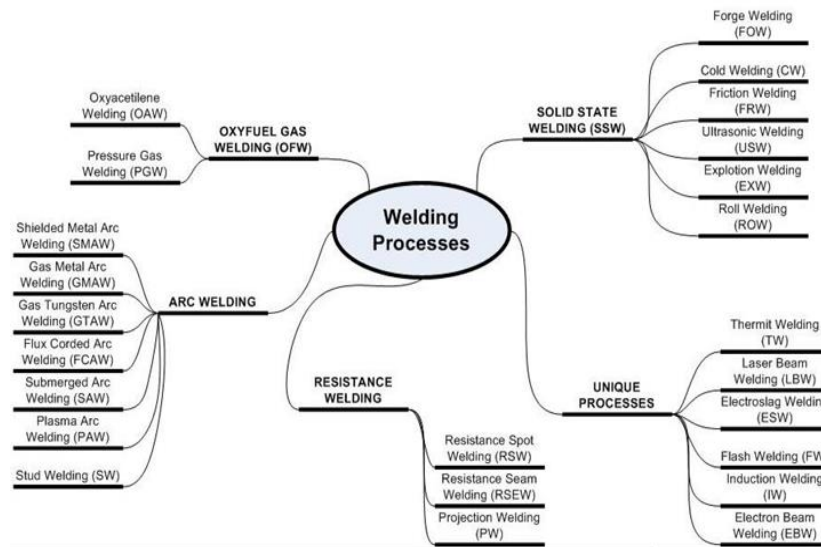 Welding
Processes
OXYFUEL GAS
WELDING (OFW)
Oxyacetilene
Welding (OAW)
Pressure Gas
Welding (PGW)
ARC WELDING
Shielded Metal Arc
Welding (SMAW)
Gas Metal Arc
Welding (GMAW)
Gas Tungsten Arc
Welding (GTAW)
Flux Corded Arc
Welding (FCAW)
Submerged Arc
Welding (SAW)
Plasma Arc
Welding (PAW)
Stud Welding (SW)
RESISTANCE
WELDING
Resistance Spot
Welding (RSW)
Resistance Seam
Welding (RSEW)
Projection Welding
(PW)
SOLID STATE
WELDING (SSW)
Forge Welding
(FOW)
Cold Welding (CW)
Friction Welding
(FRW)
Ultrasonic Welding
(USW)
Explotion Welding
(EXW)
Roll Welding
(ROW)
UNIQUE
PROCESSES
Thermit Welding
(TW)
Laser Beam
Welding (LBW)
Electroslag Welding
(ESW)
Flash Welding (FW
Induction Welding
(IW)
Electron Beam
Welding (EBW)